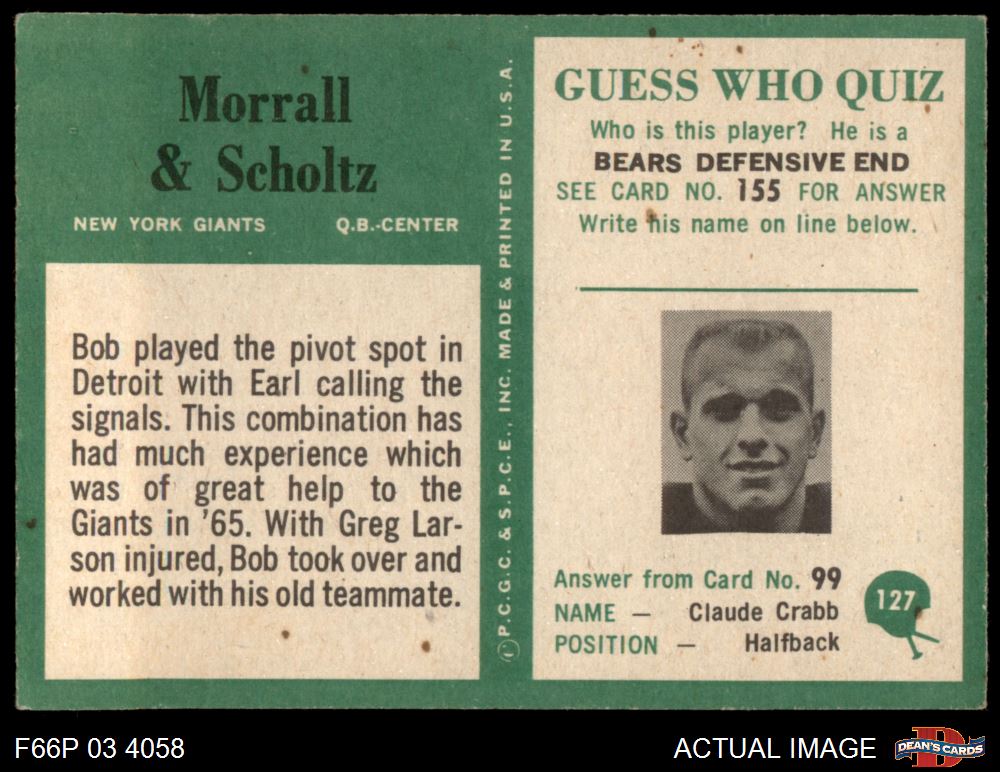 Morrall
& Scholtz
NEW YORK GIANTS Q.B.-CENTER
Bob played the pivot spot in
Detroit with Earl calling the
signals. This combination has
had much experience which
was of great help to the
Giants in '65. With Greg Lar-
son injured, Bob took over and
worked with his old teammate.
©P.C.G.C. & S.P.C.E., INC. MADE & PRINTED IN U.S.A.
GUESS WHO QUIZ
Who is this player? He is a
BEARS DEFENSIVE END
SEE CARD NO. 155 FOR ANSWER
Write his name on line below.
Answer from Card No. 99
NAME — Claude Crabb
POSITION — Halfback
127
F66P 03 4058
ACTUAL IMAGE
D
DEAN'S CARDS